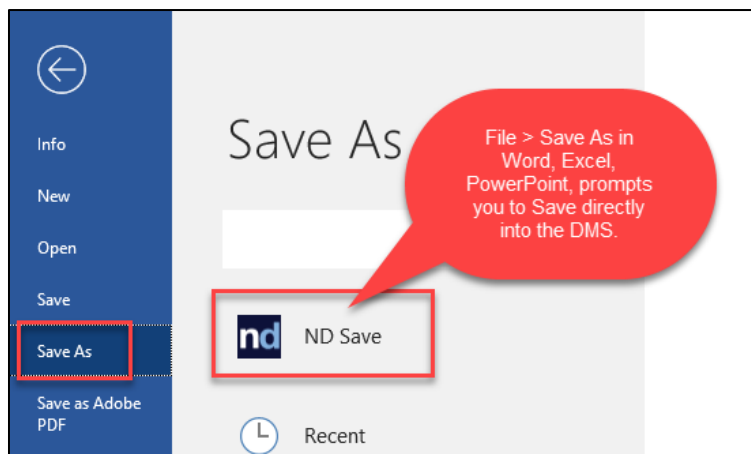 Info
New
Open
Save
Save As
Save as Adobe
PDF
Save As
File > Save As in
Word, Excel,
PowerPoint, prompts
you to Save directly
into the DMS.
nd
ND Save
Recent